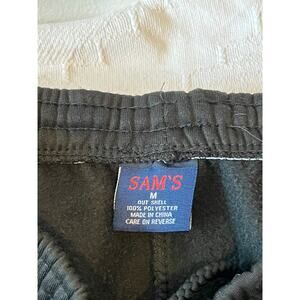 SAM'S
M
OUT SHELL
100% POLYESTER
MADE IN CHINA
CARE ON REVERSE